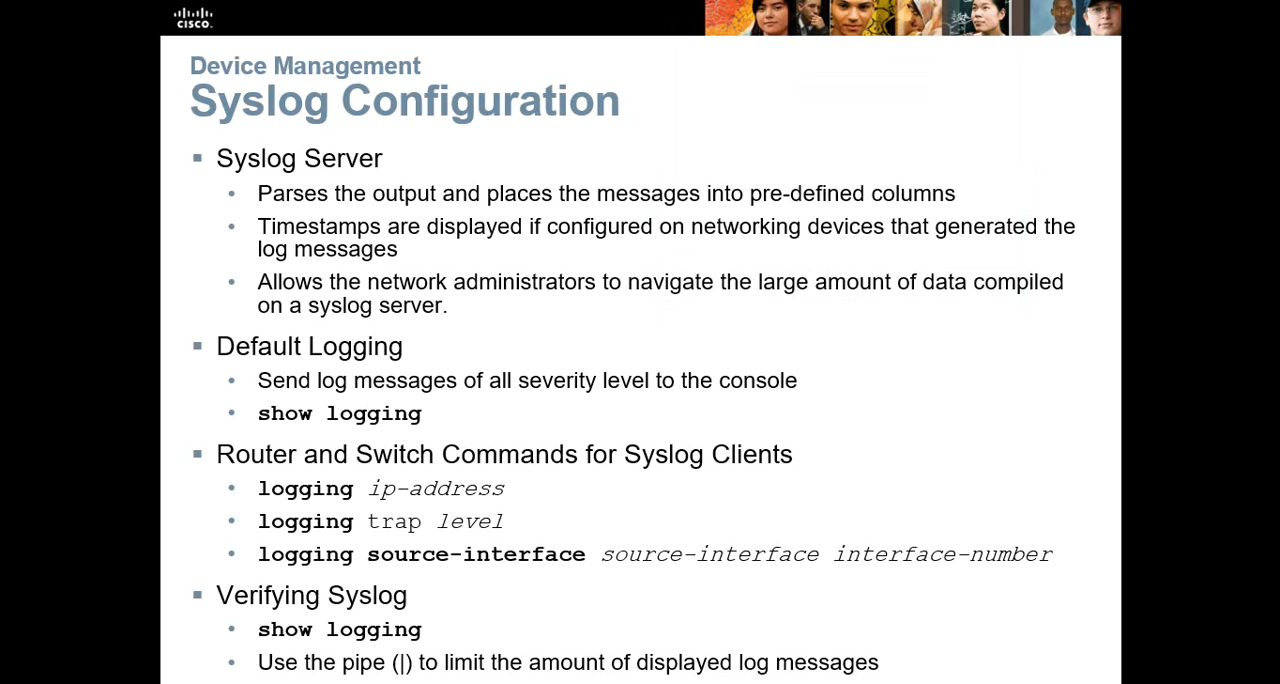 CISCO.
Device Management
Syslog Configuration
▪ Syslog Server
• Parses the output and places the messages into pre-defined columns
• Timestamps are displayed if configured on networking devices that generated the
log messages
• Allows the network administrators to navigate the large amount of data compiled
on a syslog server.
▪ Default Logging
• Send log messages of all severity level to the console
• show logging
▪ Router and Switch Commands for Syslog Clients
• logging ip-address
• logging trap level
• logging source-interface source-interface interface-number
▪ Verifying Syslog
• show logging
• Use the pipe (|) to limit the amount of displayed log messages